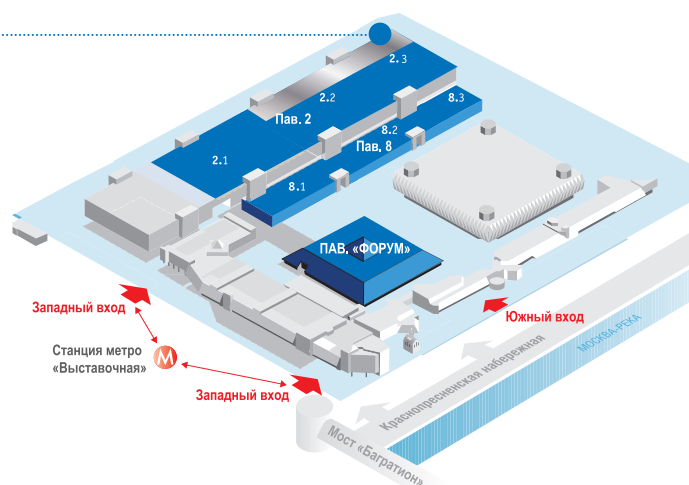 2.3
2.2
Пав. 2
8.3
8.2
Пав. 8
2.1
8.1
ПАВ. «ФОРУМ»
Западный вход
Южный вход
Станция метро
«Выставочная»
М
Западный вход
МОСКВА-РЕКА
Краснопресненская набережная
Мост «Багратион»